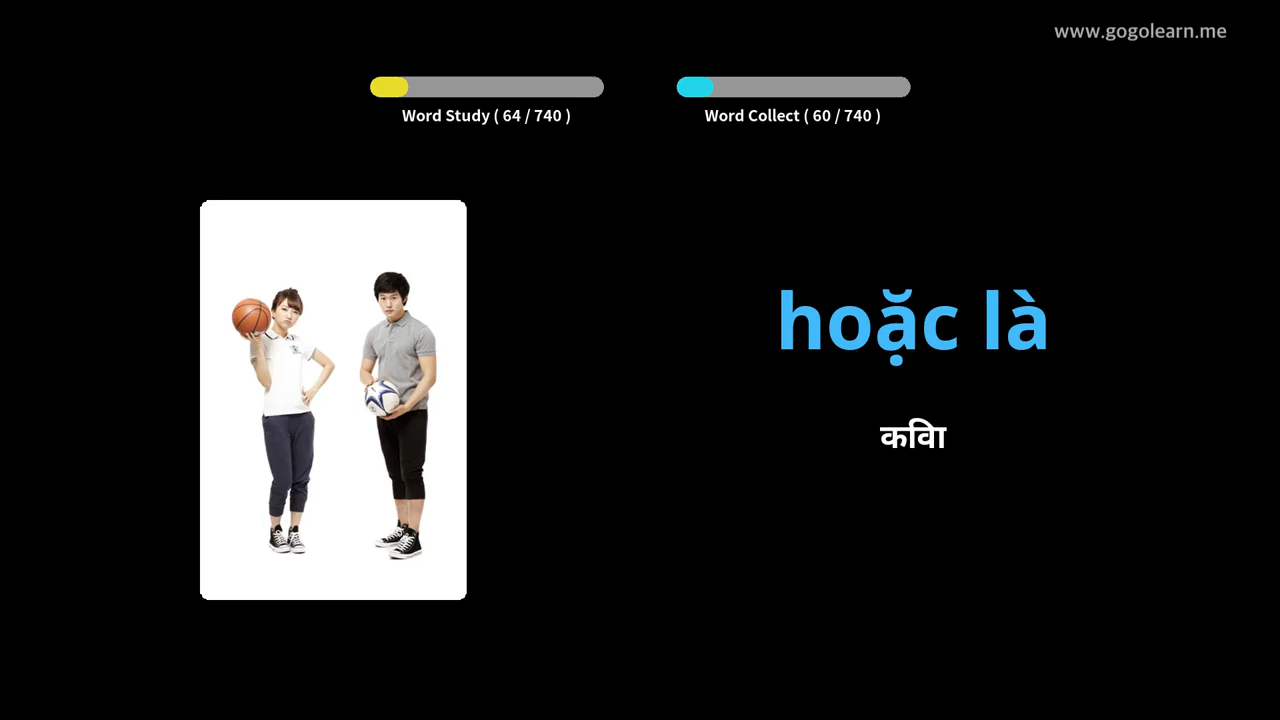 www.gogolearn.me
Word Study ( 64 / 740 )
Word Collect ( 60 / 740 )
hoặc là
कविा